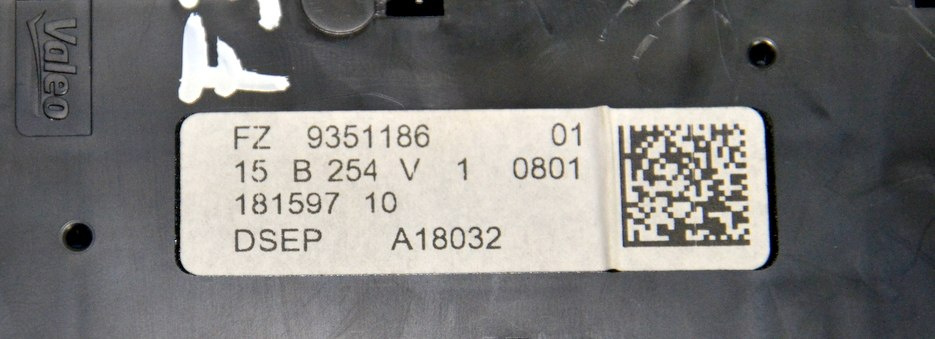 Valeo
FZ 9351186 01
15 B 254 V 1 0801
181597 10
DSEP A18032